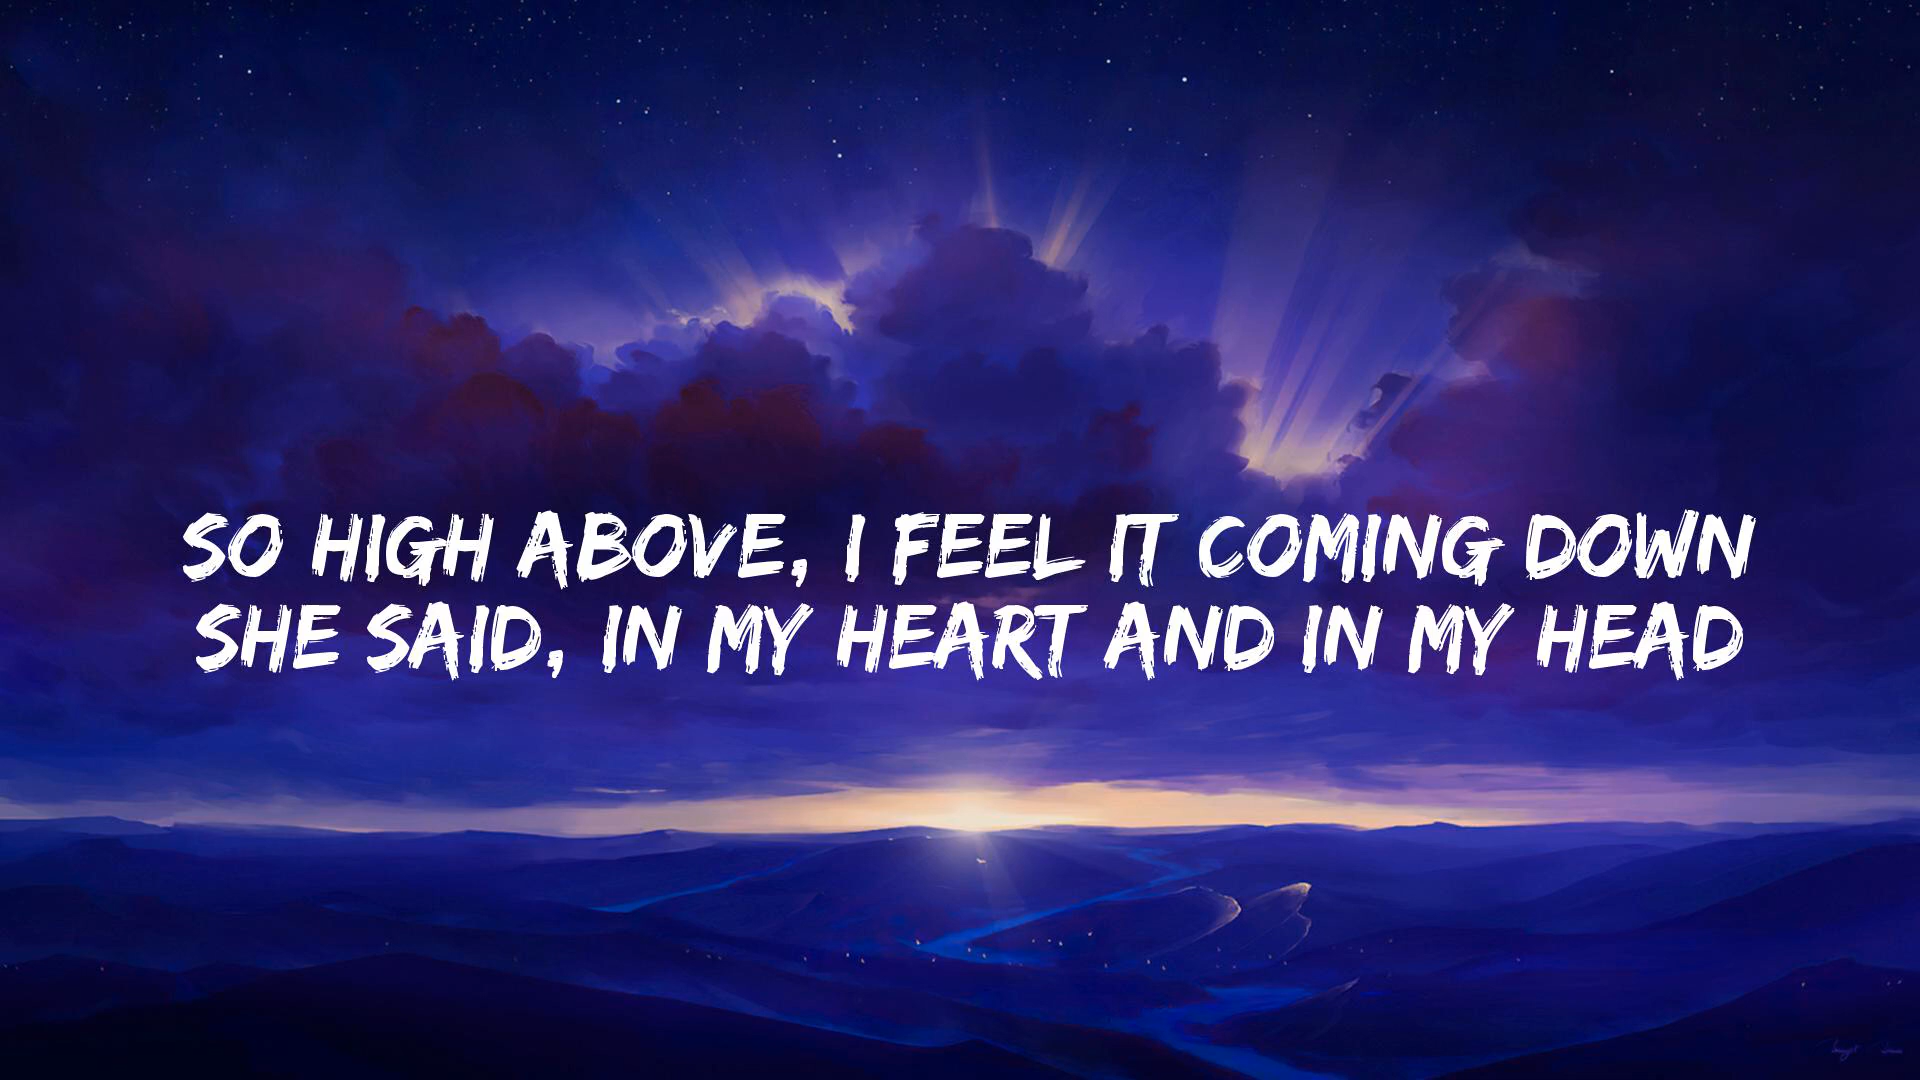 SO HIGH ABOVE, I FEEL IT COMING DOWN
SHE SAID, IN MY HEART AND IN MY HEAD